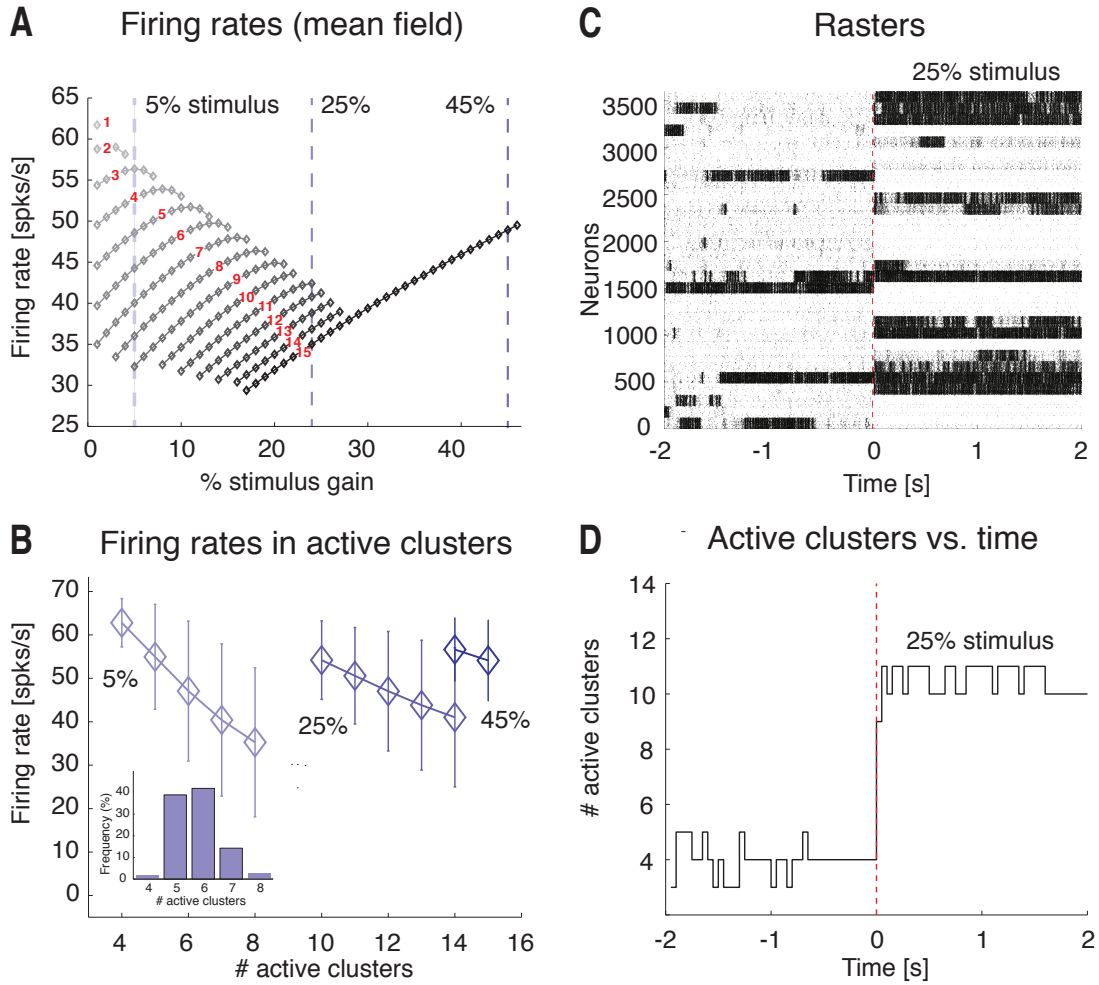 A Firing rates (mean field)
5% stimulus 25% 45%
65
60
55
50
45
40
35
30
25
Firing rate [spks/s]
1
2
3
4
5
6
7
8
9
10
11
12
13
14
15
0 10 20 30 40
% stimulus gain
C Rasters
25% stimulus
3500
3000
2500
2000
1500
1000
500
0
Neurons
-2 -1 0 1 2
Time [s]
B Firing rates in active clusters
70
60
50
40
30
20
10
0
Firing rate [spks/s]
5%
25%
45%
Frequency (%)
40
30
20
10
0
4 5 6 7 8
# active clusters
4 6 8 10 12 14 16
# active clusters
D Active clusters vs. time
14
12
10
8
6
4
# active clusters
25% stimulus
-2 -1 0 1 2
Time [s]